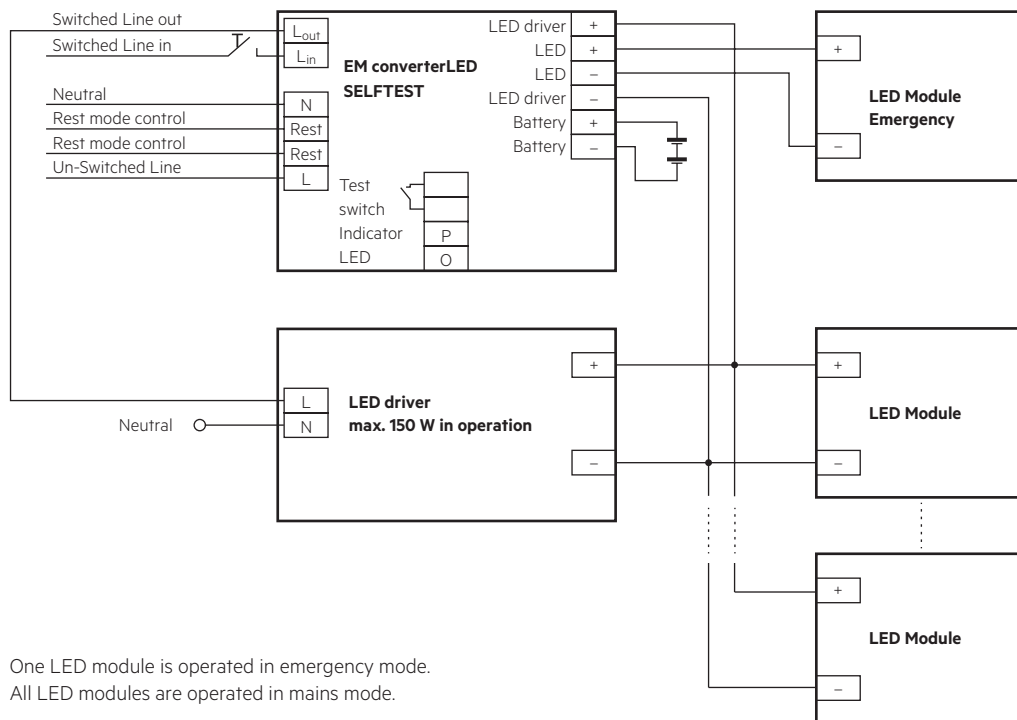 Switched Line out
Switched Line in
Neutral
Rest mode control
Rest mode control
Un-Switched Line
Lout
Lin
N
Rest
Rest
L
EM converterLED
SELFTEST
Test
switch
Indicator
LED
P
O
LED driver +
LED +
LED –
LED driver –
Battery +
Battery –
+
–
LED Module
Emergency
Neutral
L
N
LED driver
max. 150 W in operation
+
–
+
–
LED Module
+
–
LED Module
One LED module is operated in emergency mode.
All LED modules are operated in mains mode.